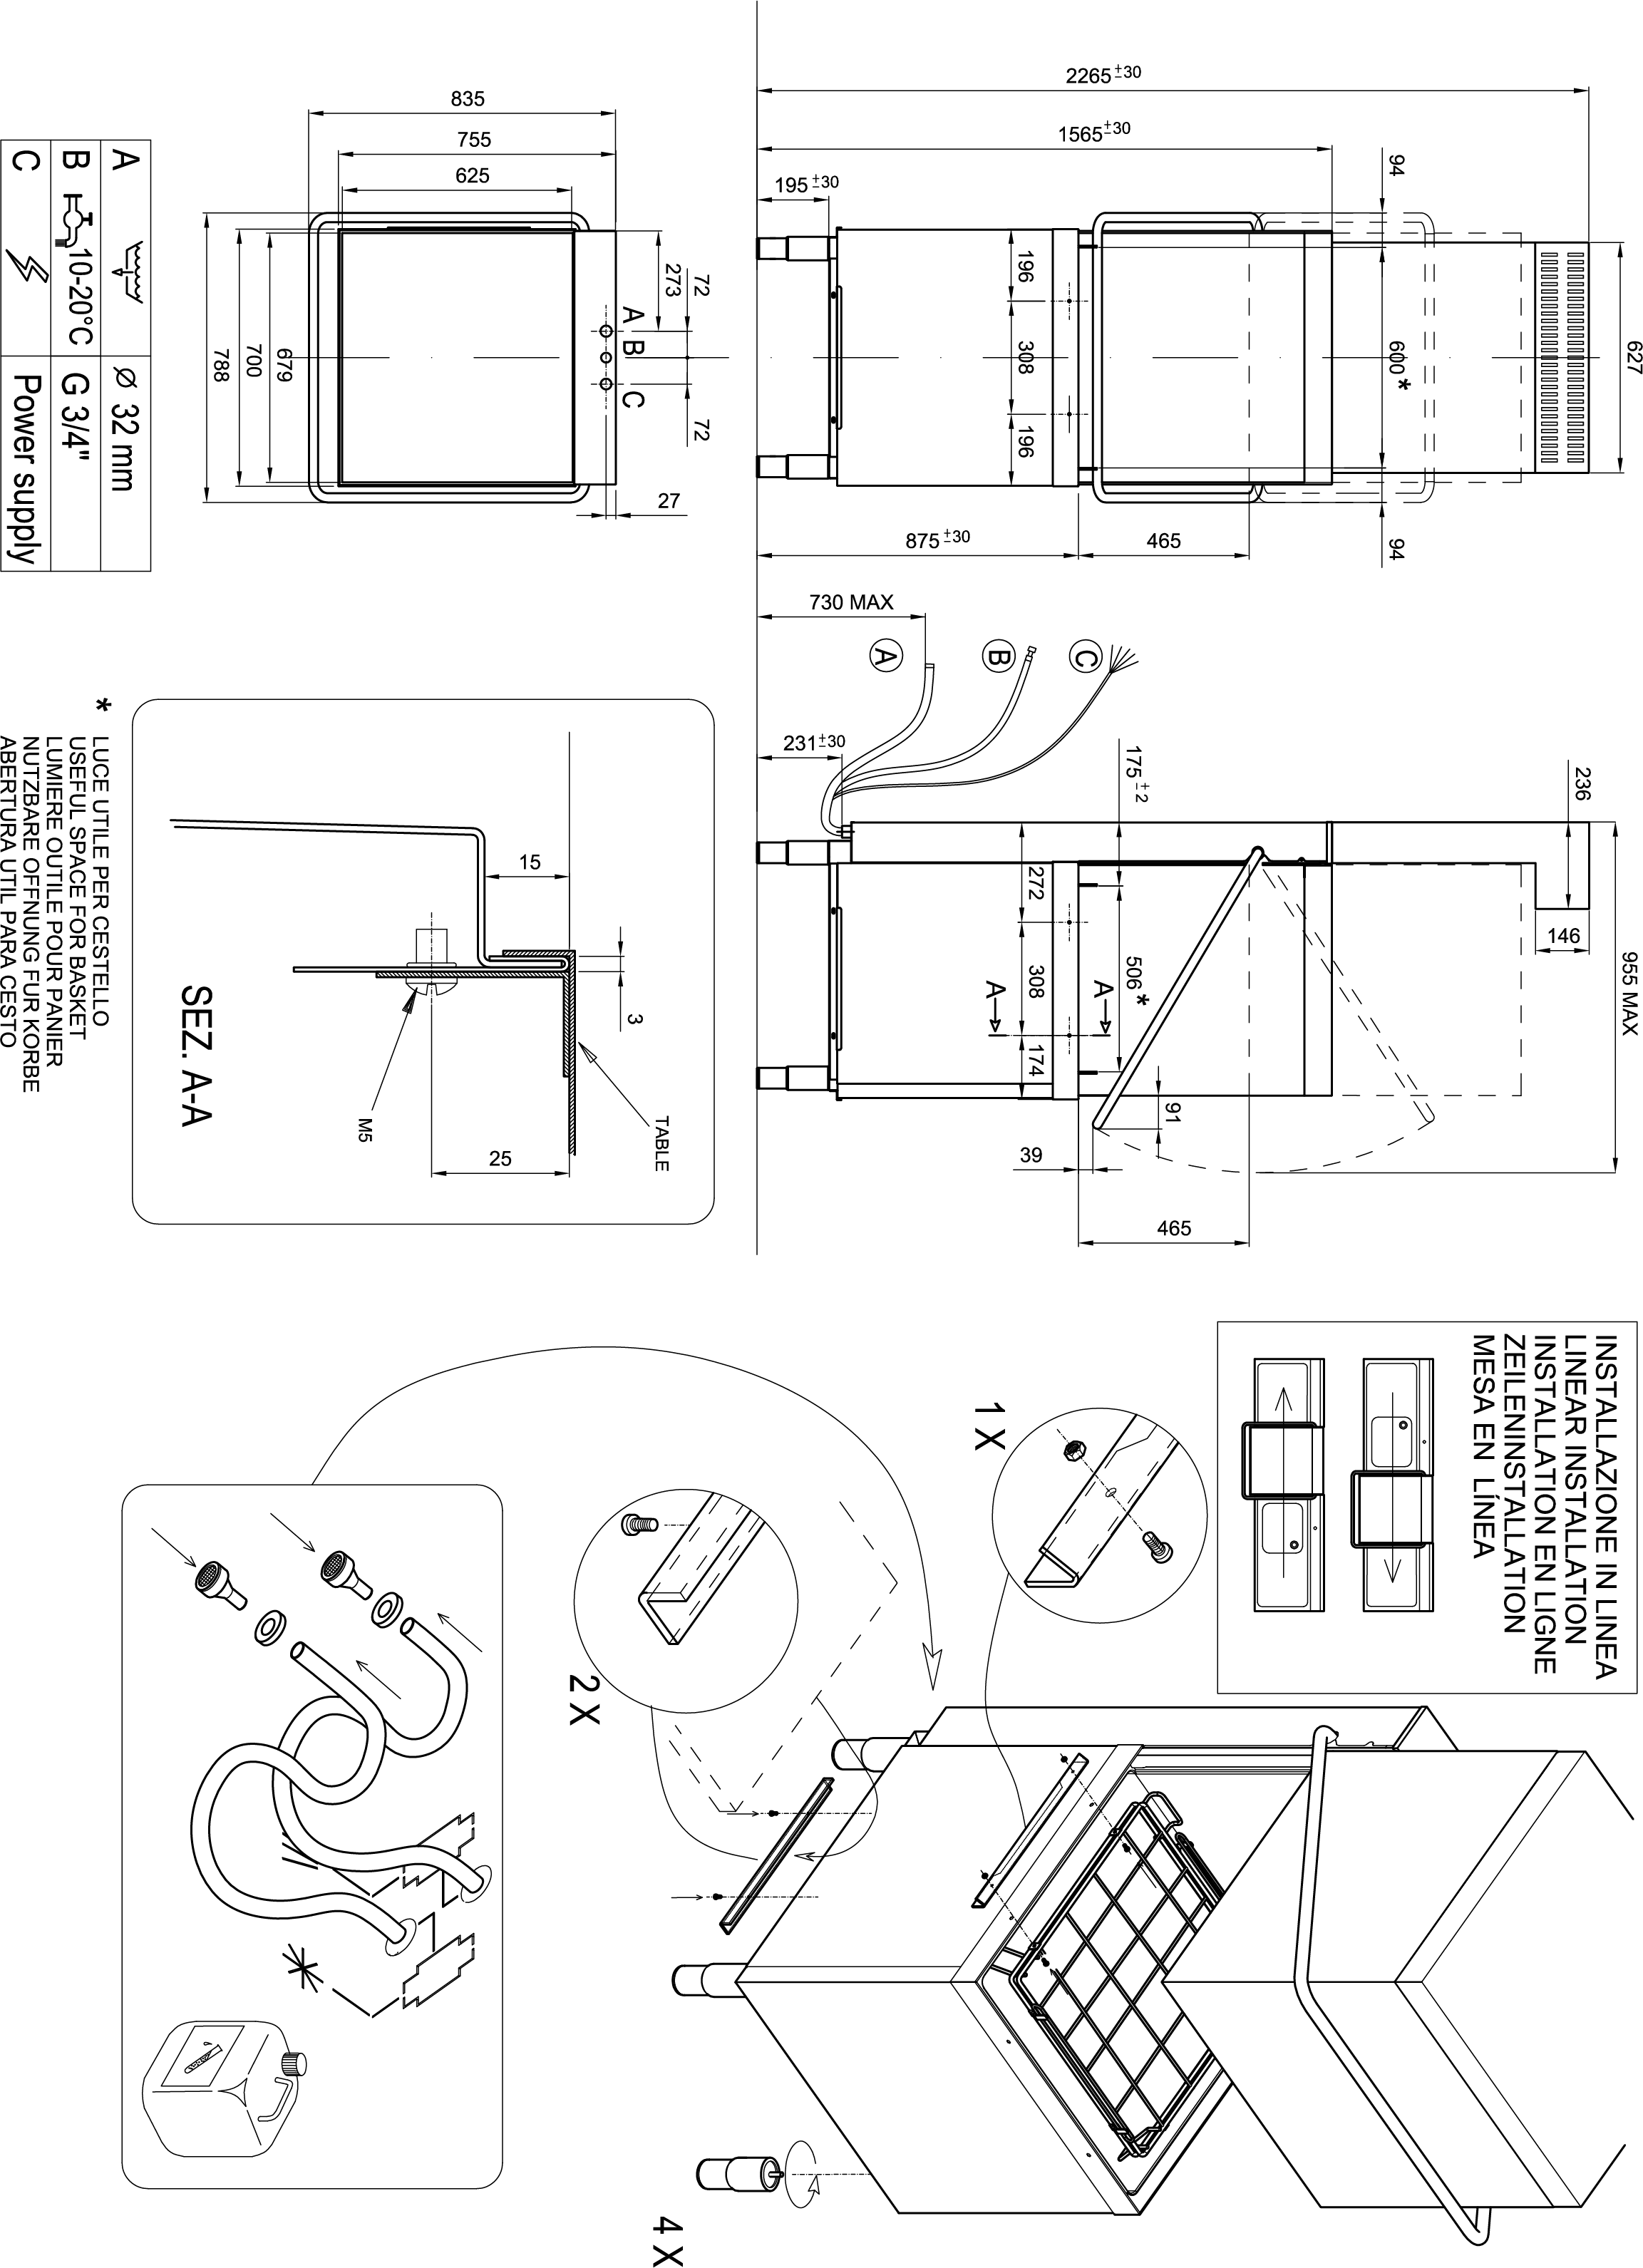 627
94
600*
94
2265±30
1565±30
195±30
196
308
196
875±30
465
835
755
625
72
273
72
A
B
C
27
679
700
788
A Ø 32 mm
B 10-20°C G 3/4"
C Power supply
955 MAX
236
146
730 MAX
A
B
C
231±30
175±2
506*
272
308
174
A
A
91
39
465
15
3
25
M5
TABLE
SEZ. A-A
* LUCE UTILE PER CESTELLO
USEFUL SPACE FOR BASKET
LUMIERE OUTILE POUR PANIER
NUTZBARE OFFNUNG FUR KORBE
ABERTURA UTIL PARA CESTO
INSTALLAZIONE IN LINEA
LINEAR INSTALLATION
INSTALLATION EN LIGNE
ZEILENINSTALLATION
MESA EN LÍNEA
1 X
2 X
4 X
*